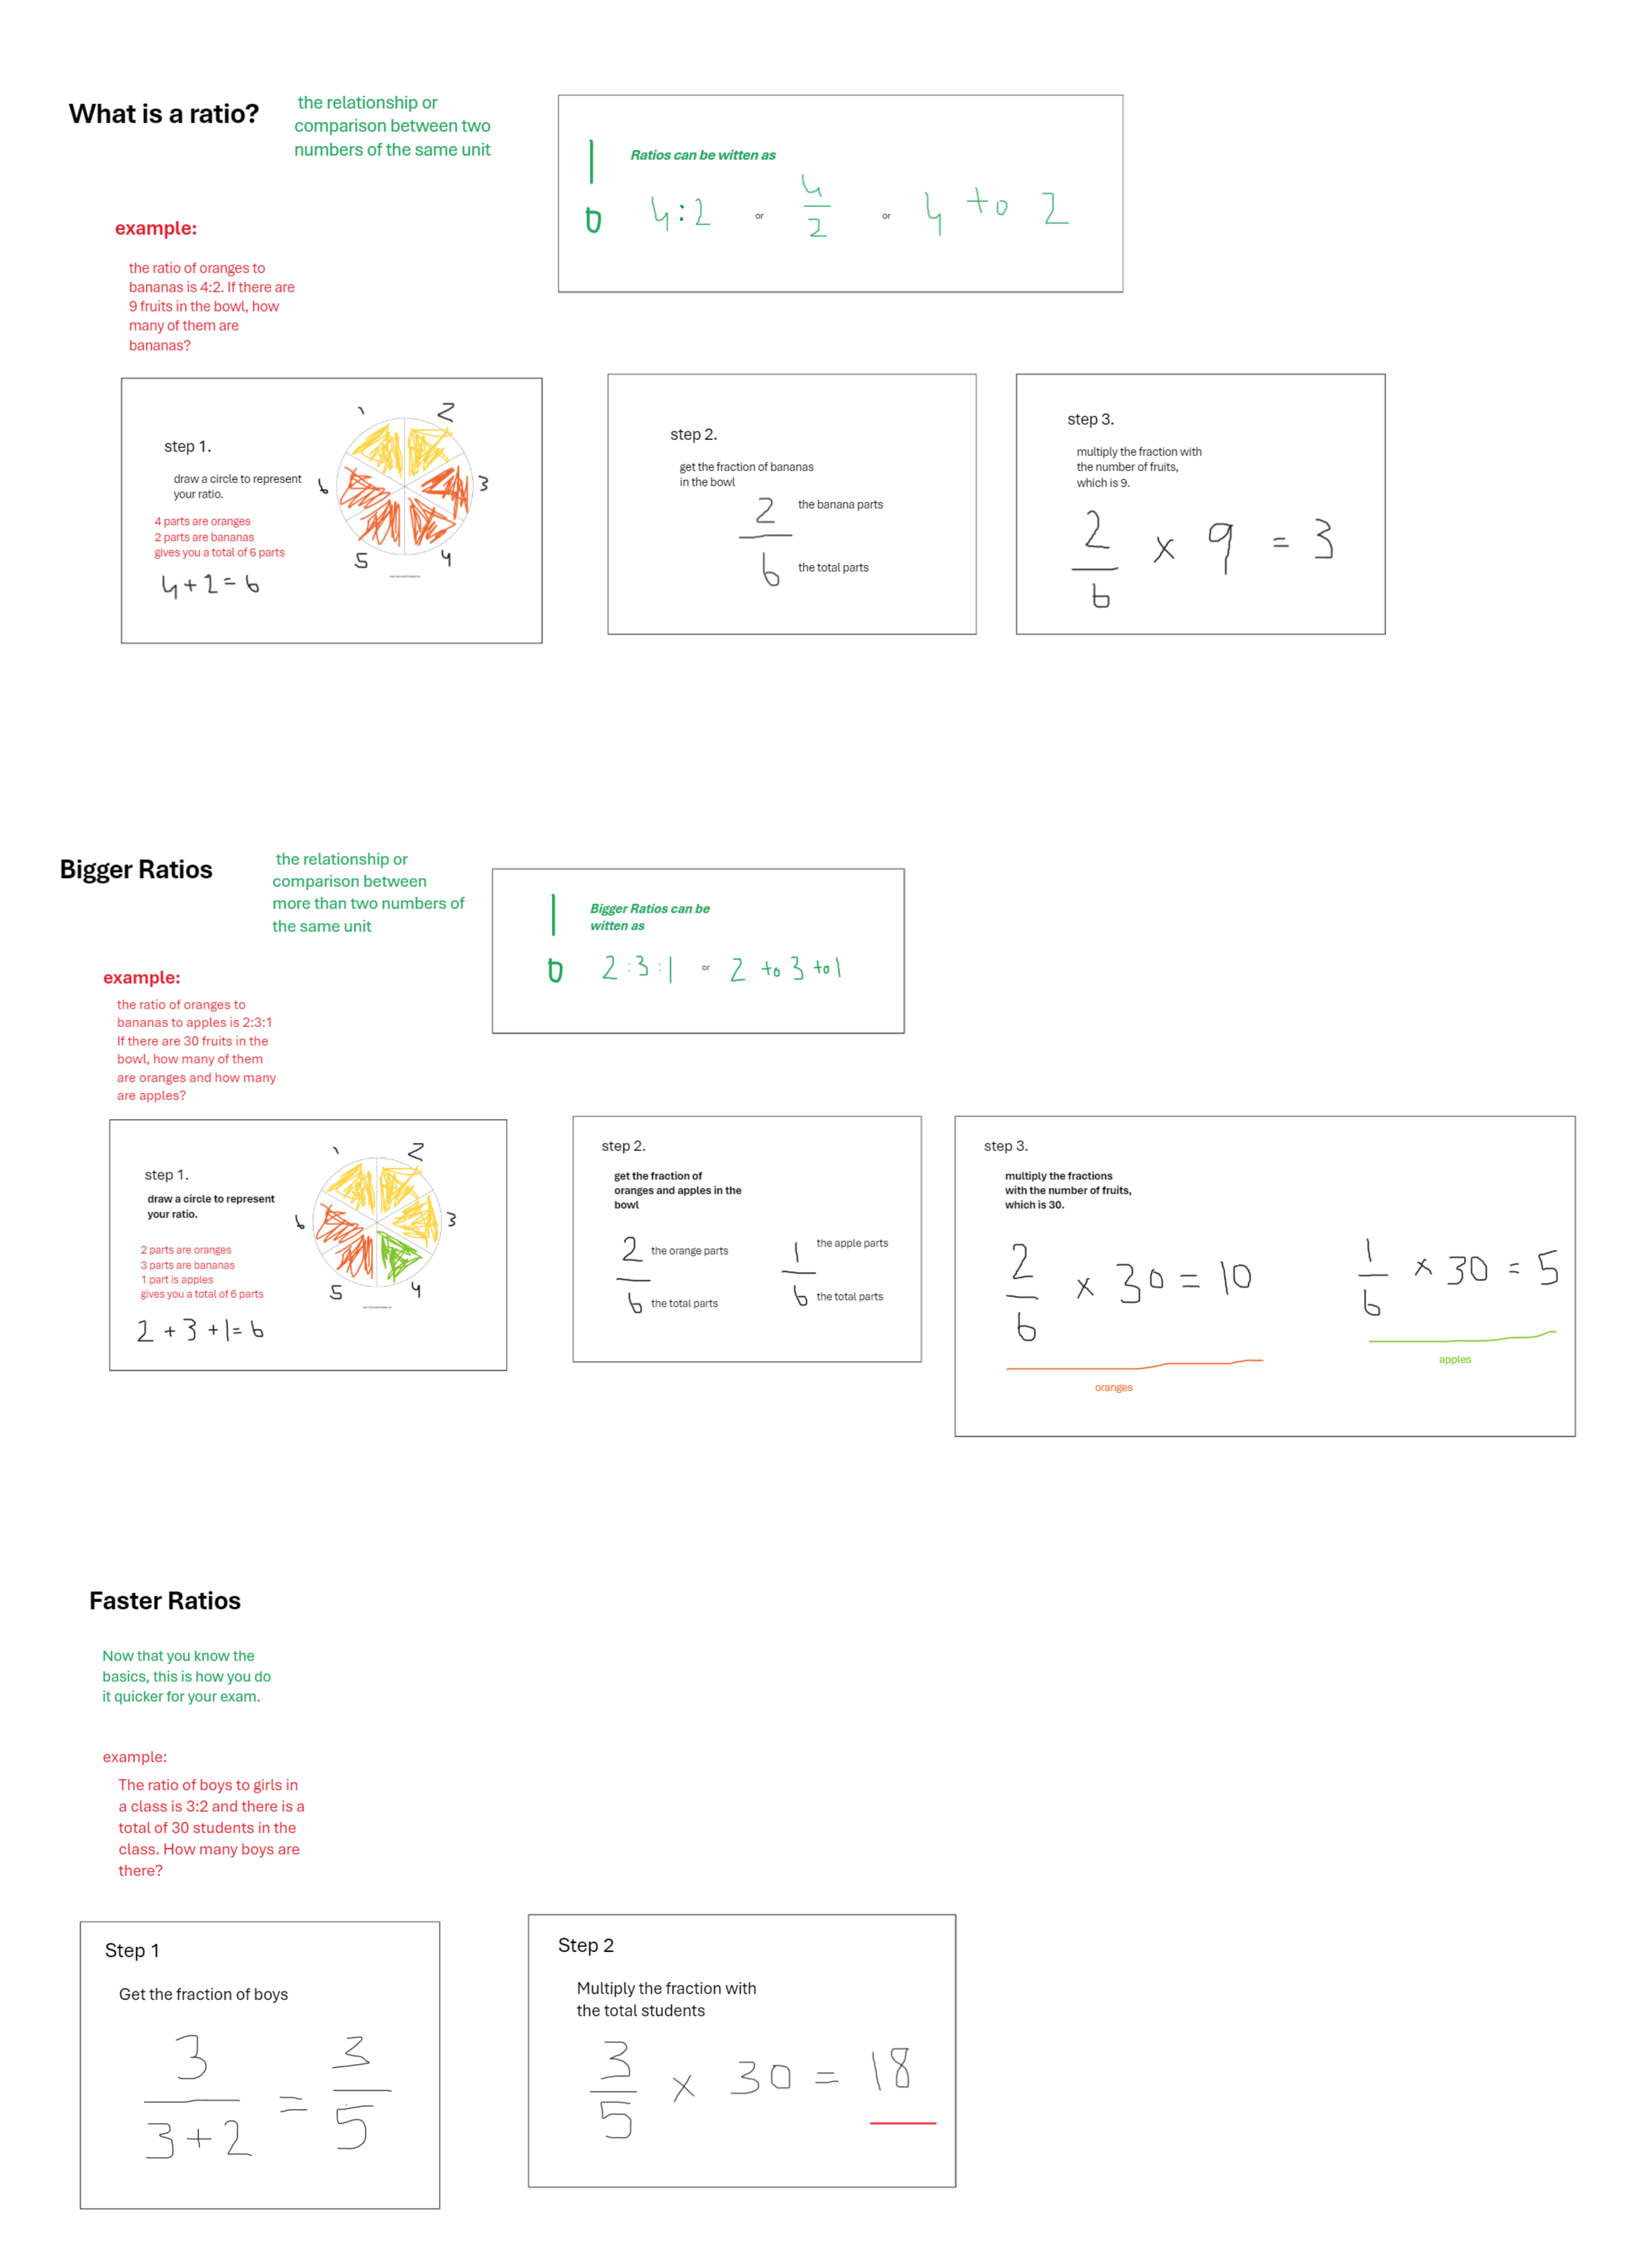 What is a ratio?
the relationship or
comparison between two
numbers of the same unit
!
Ratios can be witten as
4:2 or 4/2 or 4 to 2
example:
the ratio of oranges to
bananas is 4:2. If there are
9 fruits in the bowl, how
many of them are
bananas?
step 1.
draw a circle to represent
your ratio.
4 parts are oranges
2 parts are bananas
gives you a total of 6 parts
4+2=6
1
2
3
4
5
6
step 2.
get the fraction of bananas
in the bowl
2 the banana parts
6 the total parts
step 3.
multiply the fraction with
the number of fruits,
which is 9.
2/6 x 9 = 3
Bigger Ratios
the relationship or
comparison between
more than two numbers of
the same unit
!
Bigger Ratios can be
witten as
2:3:1 or 2 to 3 to 1
example:
the ratio of oranges to
bananas to apples is 2:3:1
If there are 30 fruits in the
bowl, how many of them
are oranges and how many
are apples?
step 1.
draw a circle to represent
your ratio.
2 parts are oranges
3 parts are bananas
1 part is apples
gives you a total of 6 parts
2+3+1=6
1
2
3
4
5
6
step 2.
get the fraction of
oranges and apples in the
bowl
2 the orange parts
6 the total parts
1 the apple parts
6 the total parts
step 3.
multiply the fractions
with the number of fruits,
which is 30.
2/6 x 30 = 10
oranges
1/6 x 30 = 5
apples
Faster Ratios
Now that you know the
basics, this is how you do
it quicker for your exam.
example:
The ratio of boys to girls in
a class is 3:2 and there is a
total of 30 students in the
class. How many boys are
there?
Step 1
Get the fraction of boys
3/3+2 = 3/5
Step 2
Multiply the fraction with
the total students
3/5 x 30 = 18